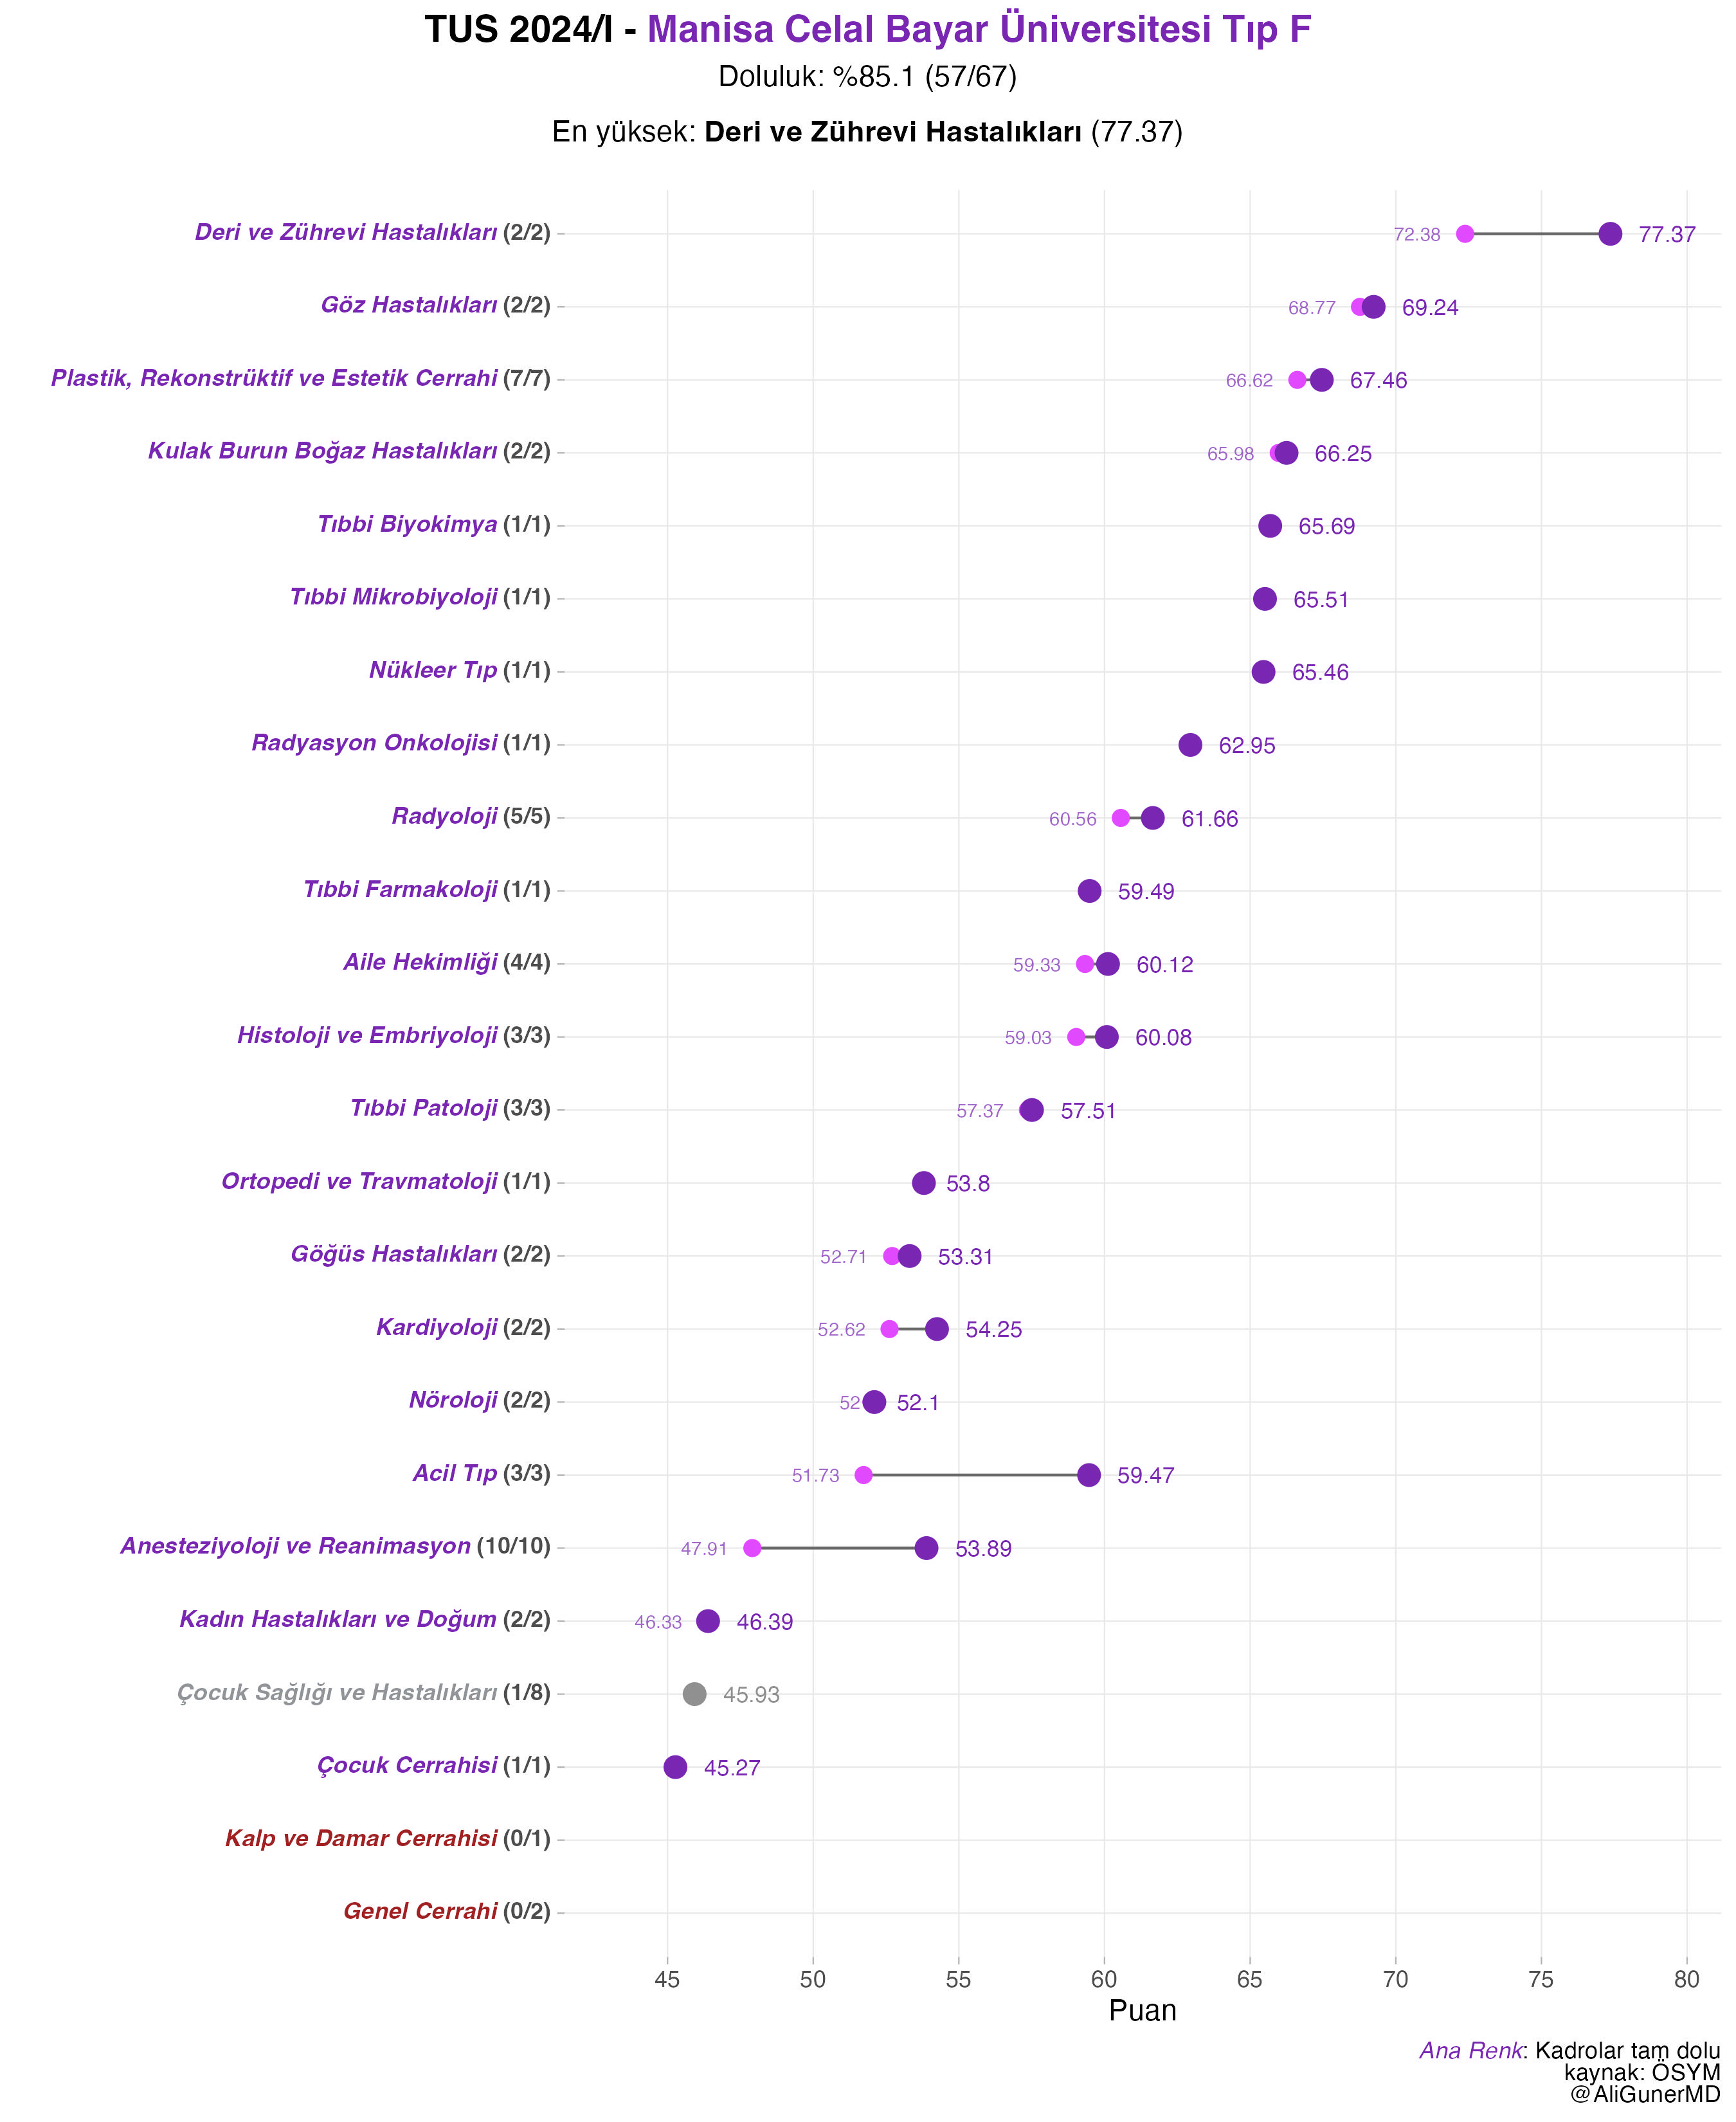 TUS 2024/I - Manisa Celal Bayar Üniversitesi Tıp F
Doluluk: %85.1 (57/67)
En yüksek: Deri ve Zührevi Hastalıkları (77.37)
Deri ve Zührevi Hastalıkları (2/2) 72.38 77.37
Göz Hastalıkları (2/2) 68.77 69.24
Plastik, Rekonstrüktif ve Estetik Cerrahi (7/7) 66.62 67.46
Kulak Burun Boğaz Hastalıkları (2/2) 65.98 66.25
Tıbbi Biyokimya (1/1) 65.69
Tıbbi Mikrobiyoloji (1/1) 65.51
Nükleer Tıp (1/1) 65.46
Radyasyon Onkolojisi (1/1) 62.95
Radyoloji (5/5) 60.56 61.66
Tıbbi Farmakoloji (1/1) 59.49
Aile Hekimliği (4/4) 59.33 60.12
Histoloji ve Embriyoloji (3/3) 59.03 60.08
Tıbbi Patoloji (3/3) 57.37 57.51
Ortopedi ve Travmatoloji (1/1) 53.8
Göğüs Hastalıkları (2/2) 52.71 53.31
Kardiyoloji (2/2) 52.62 54.25
Nöroloji (2/2) 52 52.1
Acil Tıp (3/3) 51.73 59.47
Anesteziyoloji ve Reanimasyon (10/10) 47.91 53.89
Kadın Hastalıkları ve Doğum (2/2) 46.33 46.39
Çocuk Sağlığı ve Hastalıkları (1/8) 45.93
Çocuk Cerrahisi (1/1) 45.27
Kalp ve Damar Cerrahisi (0/1)
Genel Cerrahi (0/2)
45 50 55 60 65 70 75 80
Puan
Ana Renk: Kadrolar tam dolu
kaynak: ÖSYM
@AliGunerMD